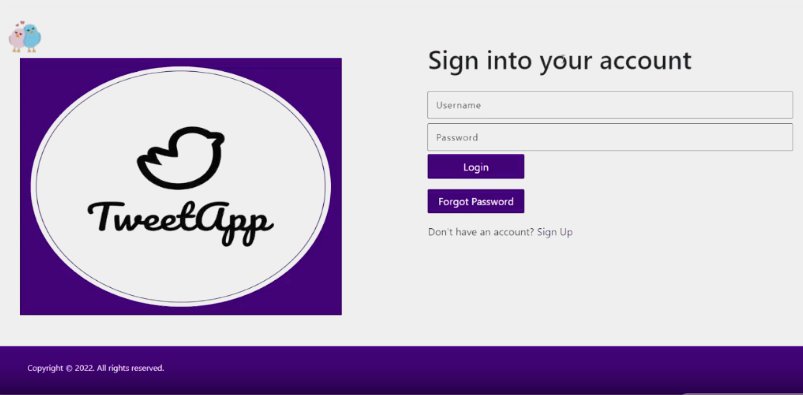 TweetApp
Sign into your account
Username
Password
Login
Forgot Password
Don't have an account? Sign Up
Copyright © 2022. All rights reserved.